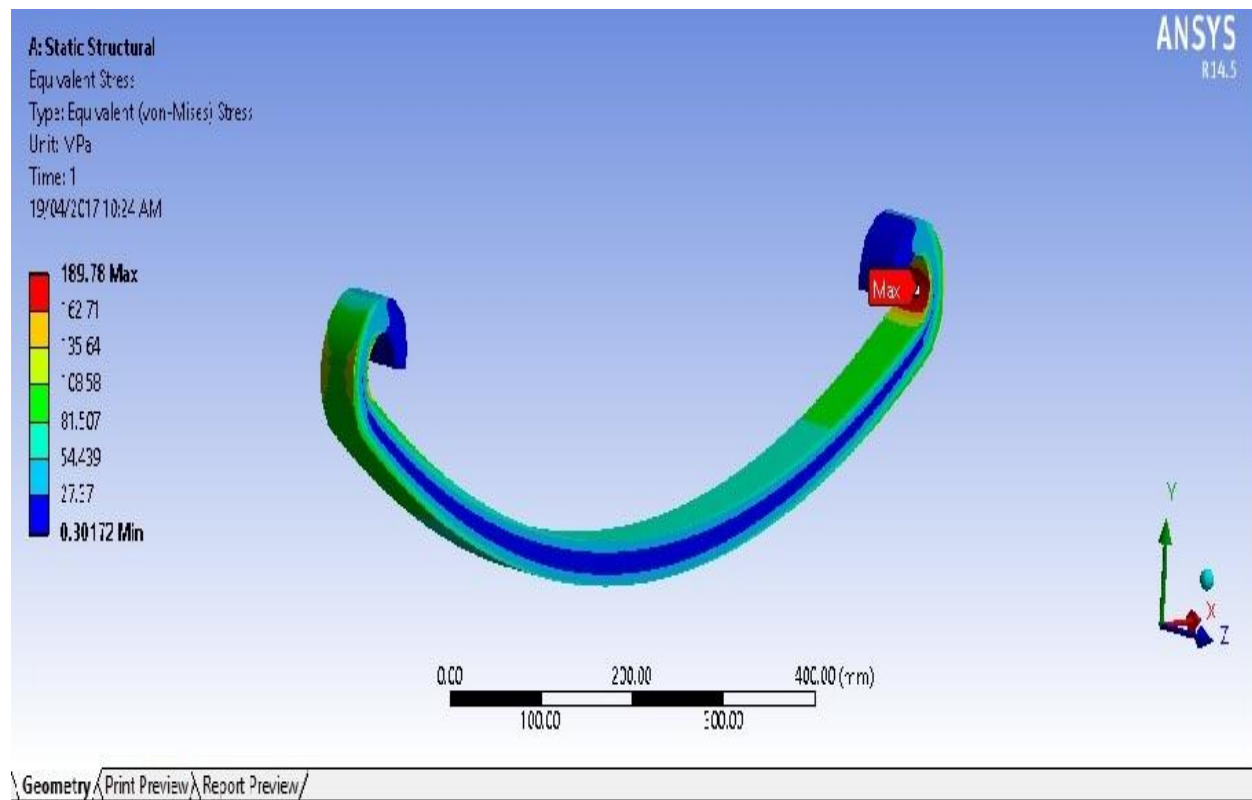 A: Static Structural
Equivalent Stress
Type: Equivalent (von-Mises) Stress
Unit: MPa
Time: 1
19/04/2017 10:24 AM
ANSYS
R14.5
189.78 Max
162.71
135.64
108.58
81.507
54.439
27.37
0.30172 Min
Max
Y
X
Z
0.00 200.00 400.00 (mm)
100.00 300.00
Geometry Print Preview Report Preview